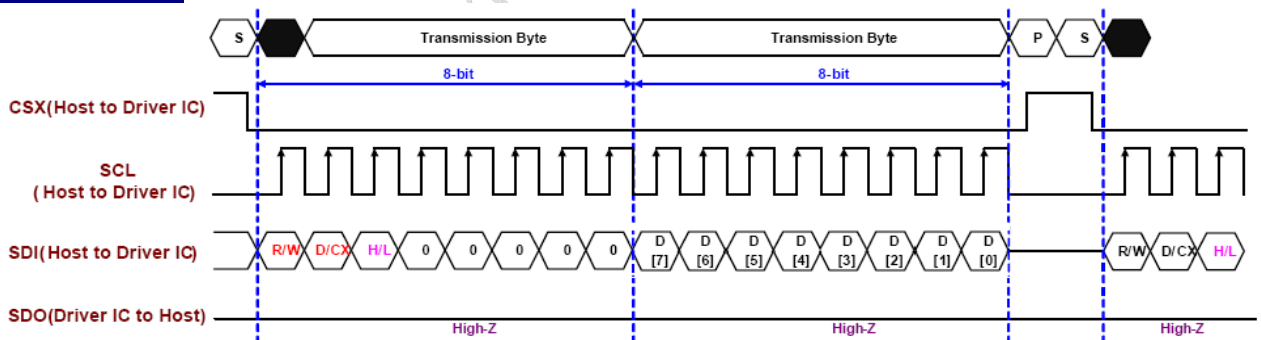 S Transmission Byte Transmission Byte P S
8-bit 8-bit
CSX(Host to Driver IC)
SCL
( Host to Driver IC)
SDI(Host to Driver IC) R/W D/CX H/L 0 0 0 0 0 D [7] D [6] D [5] D [4] D [3] D [2] D [1] D [0] R/W D/CX H/L
SDO(Driver IC to Host)
High-Z High-Z High-Z